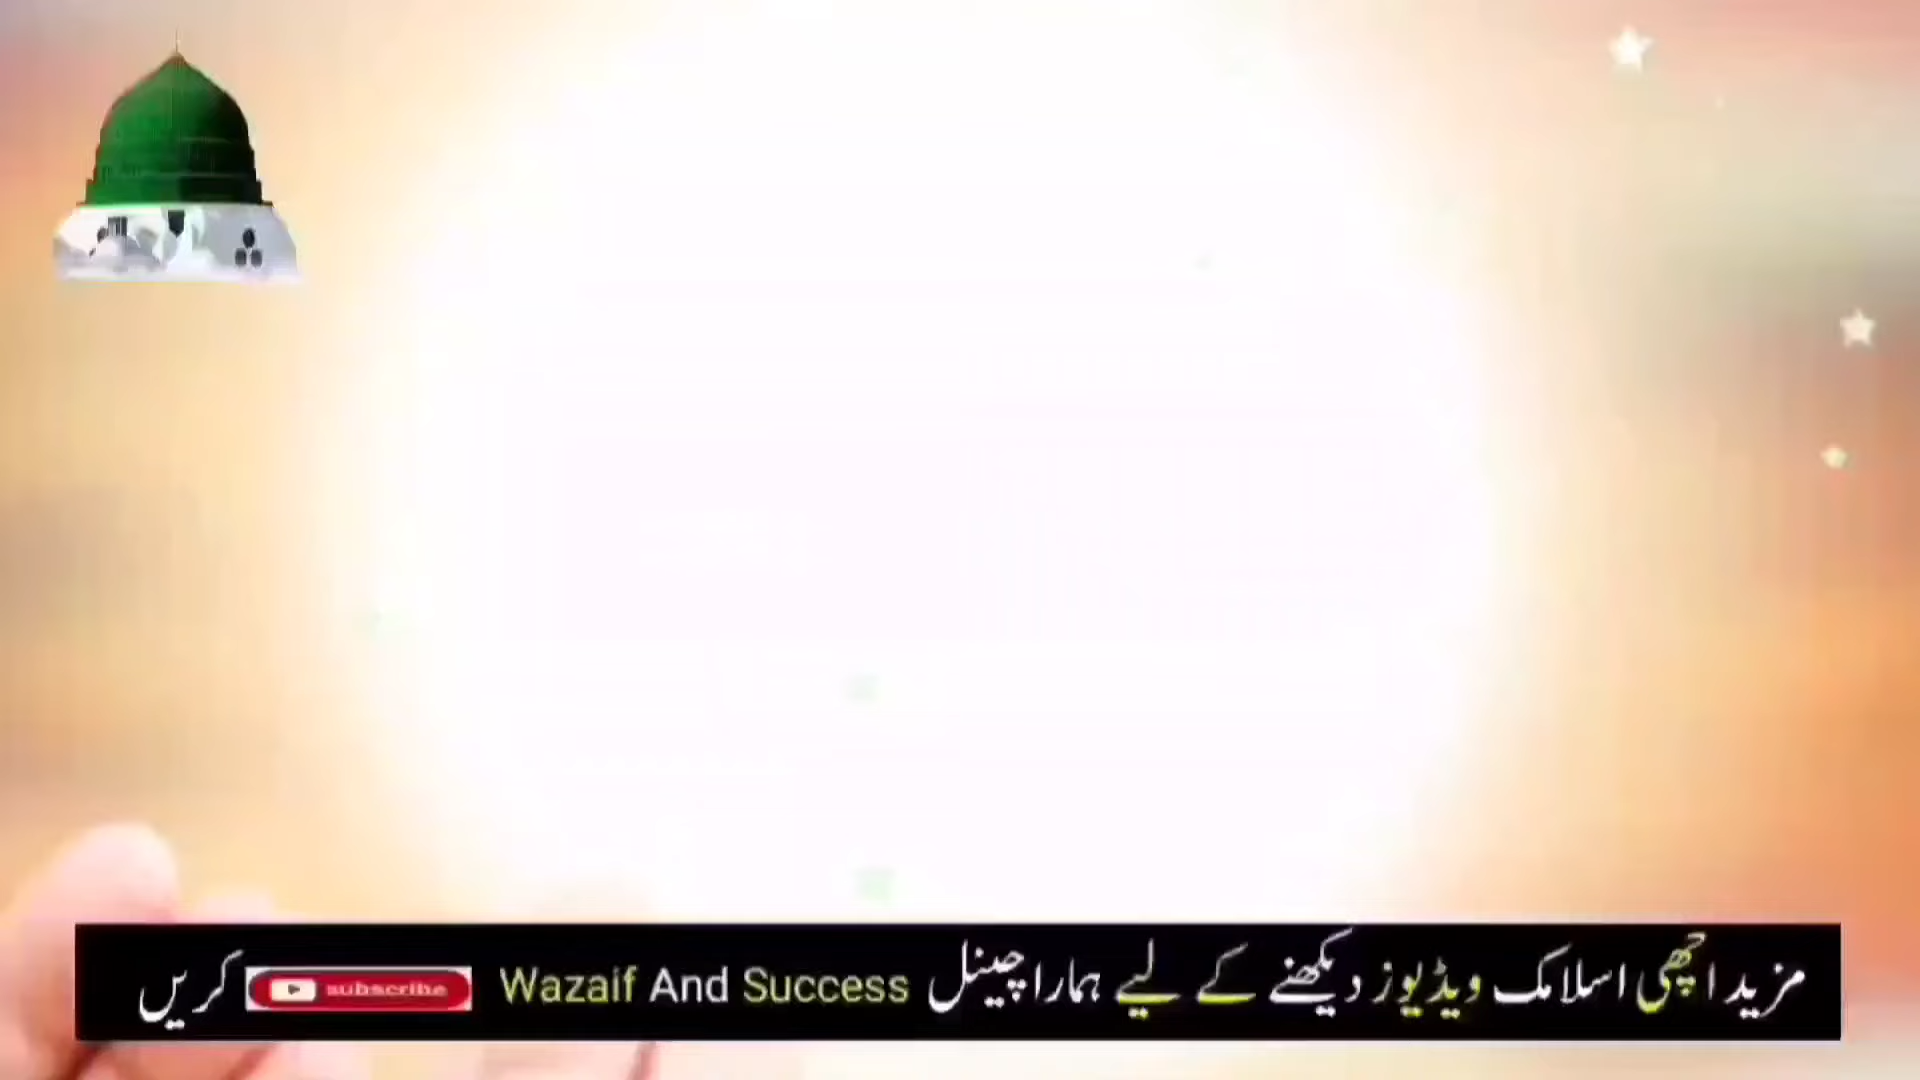 مزید اچھی اسلامک ویڈیوز دیکھنے کے لیے ہمارا چینل Wazaif And Success subscribe کریں